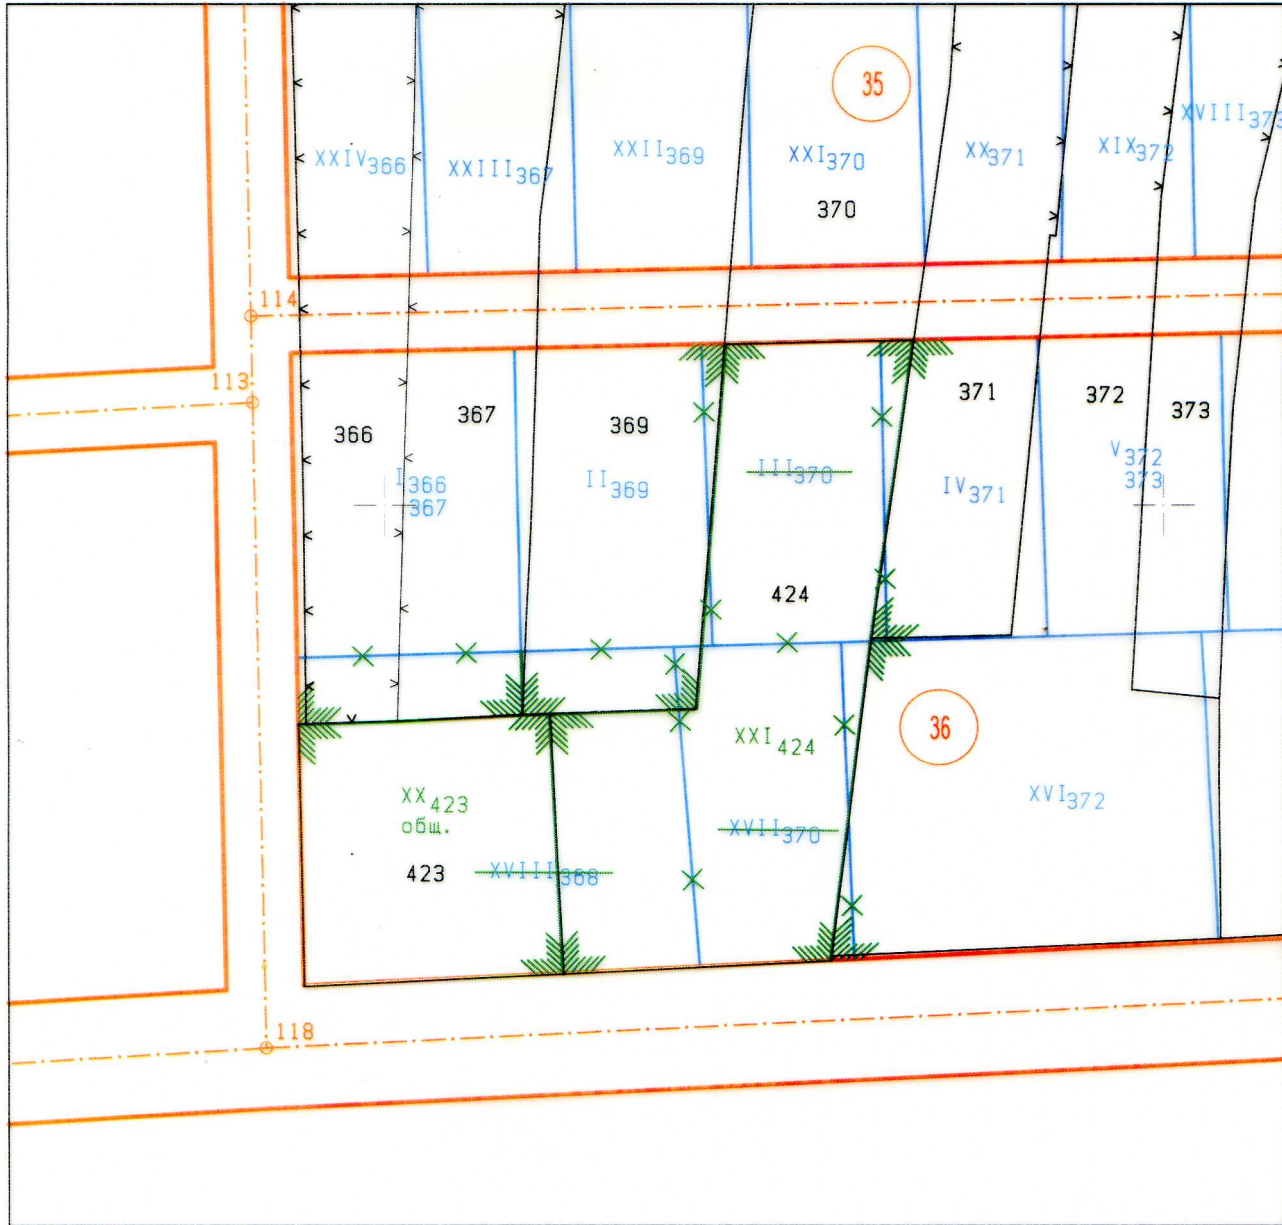 35
XXIV366
XXIII367
XXII369
XXI370
XX371
XIX372
XVIII373
370
114
113
366
367
369
371
372
373
I366
367
II369
III370
IV371
V372
373
424
36
XXI424
XX423
общ.
XVII370
XVI372
423
XVIII368
118